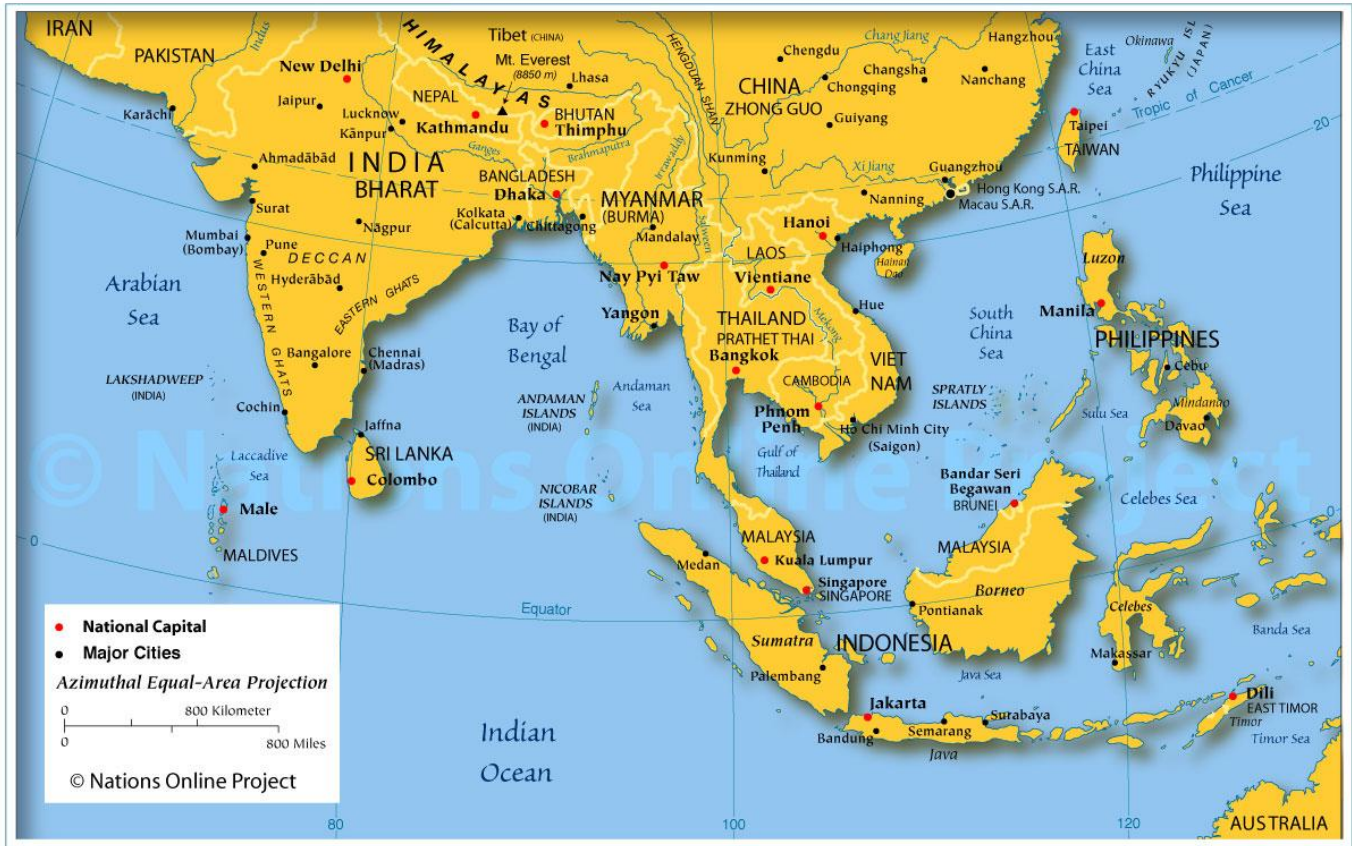 IRAN
PAKISTAN
Indus
New Delhi
Karāchi
Jaipur
Lucknow
Kānpur
HIMALAYAS
Tibet (CHINA)
Mt. Everest
(8850 m)
Lhasa
NEPAL
Kathmandu
BHUTAN
Thimphu
Ganges
Brahmaputra
Irrawaddy
HENGDUAN SHAN
Chengdu
Chang Jiang
Hangzhou
Chongqing
Changsha
Nanchang
CHINA
ZHONG GUO
Guiyang
Kunming
Xi Jiang
Guangzhou
Nanning
Hong Kong S.A.R.
Macau S.A.R.
East
China
Sea
Okinawa
RYUKYU ISL
(JAPAN)
Tropic of Cancer
20
Taipei
TAIWAN
Philippine
Sea
Ahmadābād
INDIA
BHARAT
BANGLADESH
Dhaka
Surat
Nāgpur
Kolkata
(Calcutta)
Chittagong
MYANMAR
(BURMA)
Mandalay
Salween
Hanoi
Haiphong
LAOS
Hainan
Dao
Mumbai
(Bombay)
Pune
DECCAN
Hyderābād
WESTERN GHATS
EASTERN GHATS
Nay Pyi Taw
Vientiane
Luzon
Arabian
Sea
Bay of
Bengal
Yangon
THAILAND
PRATHET THAI
Mekong
Hue
South
China
Sea
Manila
PHILIPPINES
Bangalore
Chennai
(Madras)
Bangkok
VIET
NAM
CAMBODIA
Cebu
LAKSHADWEEP
(INDIA)
Cochin
ANDAMAN
ISLANDS
(INDIA)
Andaman
Sea
Phnom
Penh
Ho Chi Minh City
(Saigon)
SPRATLY
ISLANDS
Sulu Sea
Mindanao
Davao
Jaffna
SRI LANKA
Colombo
Laccadive
Sea
Gulf of
Thailand
© Nations Online Project
NICOBAR
ISLANDS
(INDIA)
Bandar Seri
Begawan
BRUNEI
Celebes Sea
Male
MALDIVES
0
0
MALAYSIA
Kuala Lumpur
Medan
Singapore
SINGAPORE
MALAYSIA
Borneo
Pontianak
Equator
Sumatra
INDONESIA
Celebes
Banda Sea
Palembang
Makassar
Java Sea
Jakarta
Bandung
Semarang
Surabaya
Java
Dili
EAST TIMOR
Timor
Timor Sea
Indian
Ocean
AUSTRALIA
National Capital
Major Cities
Azimuthal Equal-Area Projection
0 800 Kilometer
0 800 Miles
© Nations Online Project
80
100
120